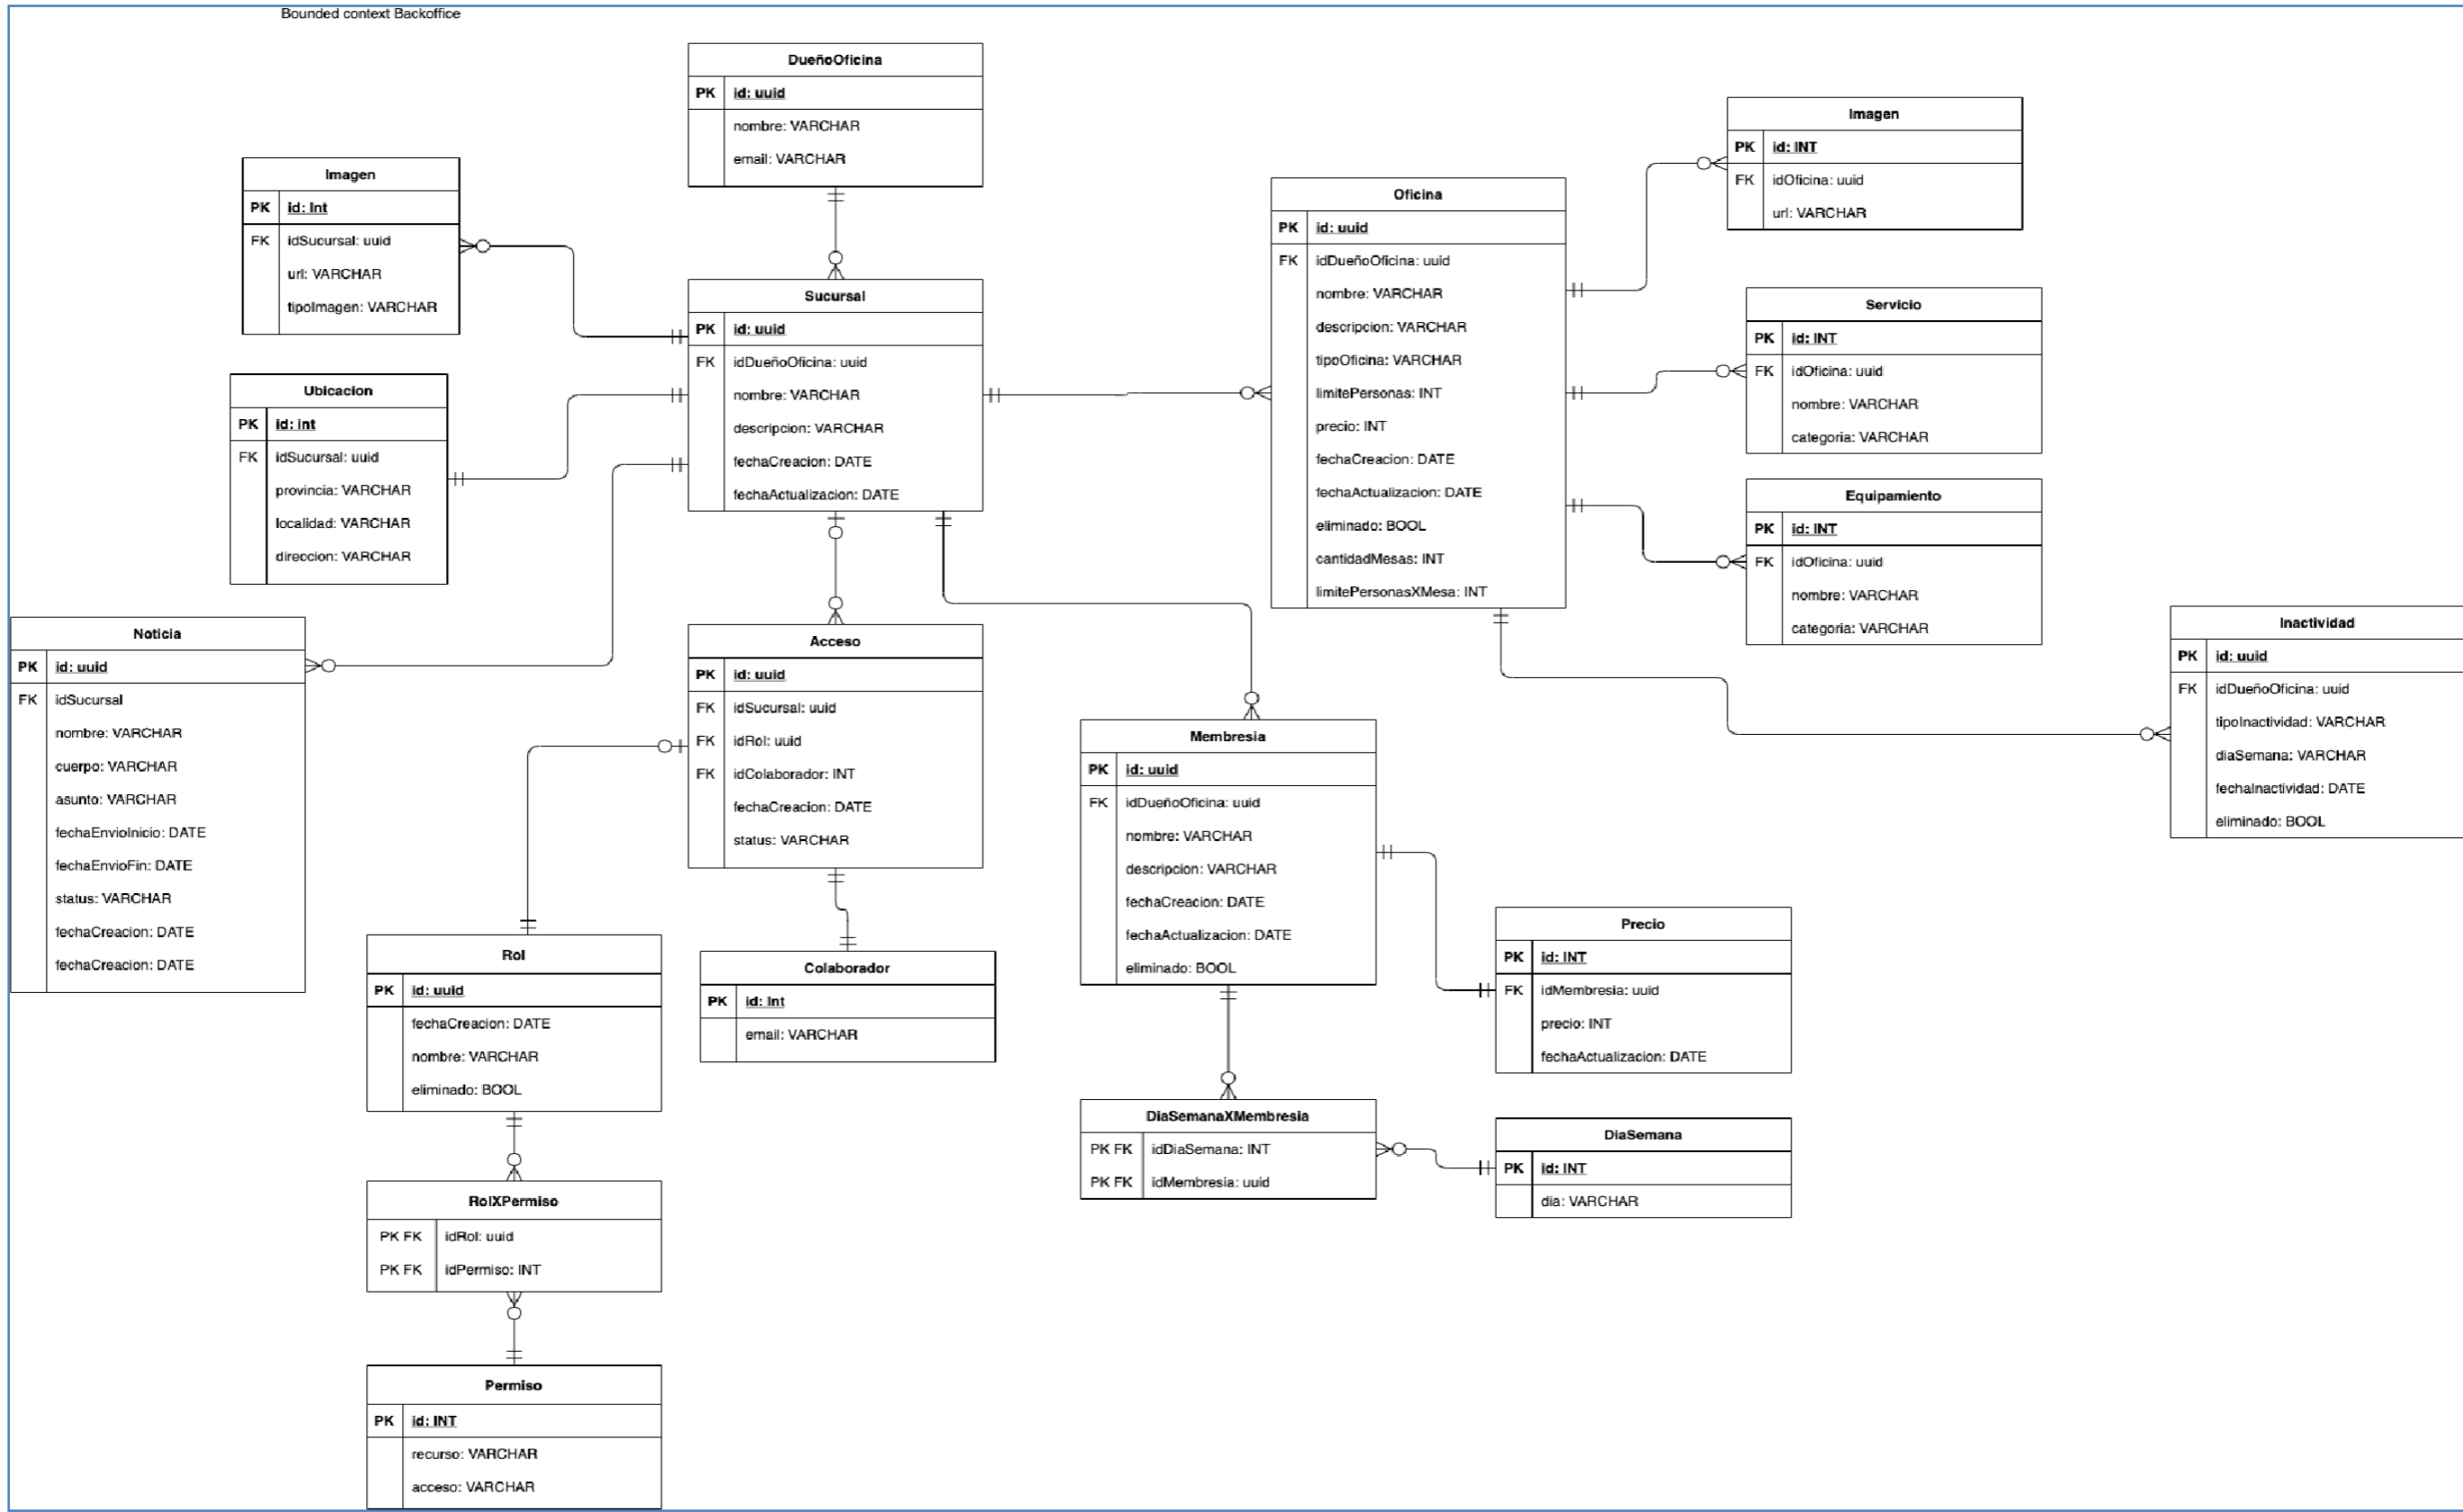 Bounded context Backoffice
DueñoOficina
PK id: uuid
nombre: VARCHAR
email: VARCHAR
Imagen
PK id: Int
FK idSucursal: uuid
url: VARCHAR
tipoImagen: VARCHAR
Ubicacion
PK id: int
FK idSucursal: uuid
provincia: VARCHAR
localidad: VARCHAR
direccion: VARCHAR
Sucursal
PK id: uuid
FK idDueñoOficina: uuid
nombre: VARCHAR
descripcion: VARCHAR
fechaCreacion: DATE
fechaActualizacion: DATE
Oficina
PK id: uuid
FK idDueñoOficina: uuid
nombre: VARCHAR
descripcion: VARCHAR
tipoOficina: VARCHAR
limitePersonas: INT
precio: INT
fechaCreacion: DATE
fechaActualizacion: DATE
eliminado: BOOL
cantidadMesas: INT
limitePersonasXMesa: INT
Imagen
PK id: INT
FK idOficina: uuid
url: VARCHAR
Servicio
PK id: INT
FK idOficina: uuid
nombre: VARCHAR
categoria: VARCHAR
Equipamiento
PK id: INT
FK idOficina: uuid
nombre: VARCHAR
categoria: VARCHAR
Inactividad
PK id: uuid
FK idDueñoOficina: uuid
tipoInactividad: VARCHAR
diaSemana: VARCHAR
fechaInactividad: DATE
eliminado: BOOL
Noticia
PK id: uuid
FK idSucursal
nombre: VARCHAR
cuerpo: VARCHAR
asunto: VARCHAR
fechaEnvioInicio: DATE
fechaEnvioFin: DATE
status: VARCHAR
fechaCreacion: DATE
fechaCreacion: DATE
Acceso
PK id: uuid
FK idSucursal: uuid
FK idRol: uuid
FK idColaborador: INT
fechaCreacion: DATE
status: VARCHAR
Membresia
PK id: uuid
FK idDueñoOficina: uuid
nombre: VARCHAR
descripcion: VARCHAR
fechaCreacion: DATE
fechaActualizacion: DATE
eliminado: BOOL
Rol
PK id: uuid
fechaCreacion: DATE
nombre: VARCHAR
eliminado: BOOL
Colaborador
PK id: Int
email: VARCHAR
Precio
PK id: INT
FK idMembresia: uuid
precio: INT
fechaActualizacion: DATE
DiaSemanaXMembresia
PK FK idDiaSemana: INT
PK FK idMembresia: uuid
DiaSemana
PK id: INT
dia: VARCHAR
RolXPermiso
PK FK idRol: uuid
PK FK idPermiso: INT
Permiso
PK id: INT
recurso: VARCHAR
acceso: VARCHAR